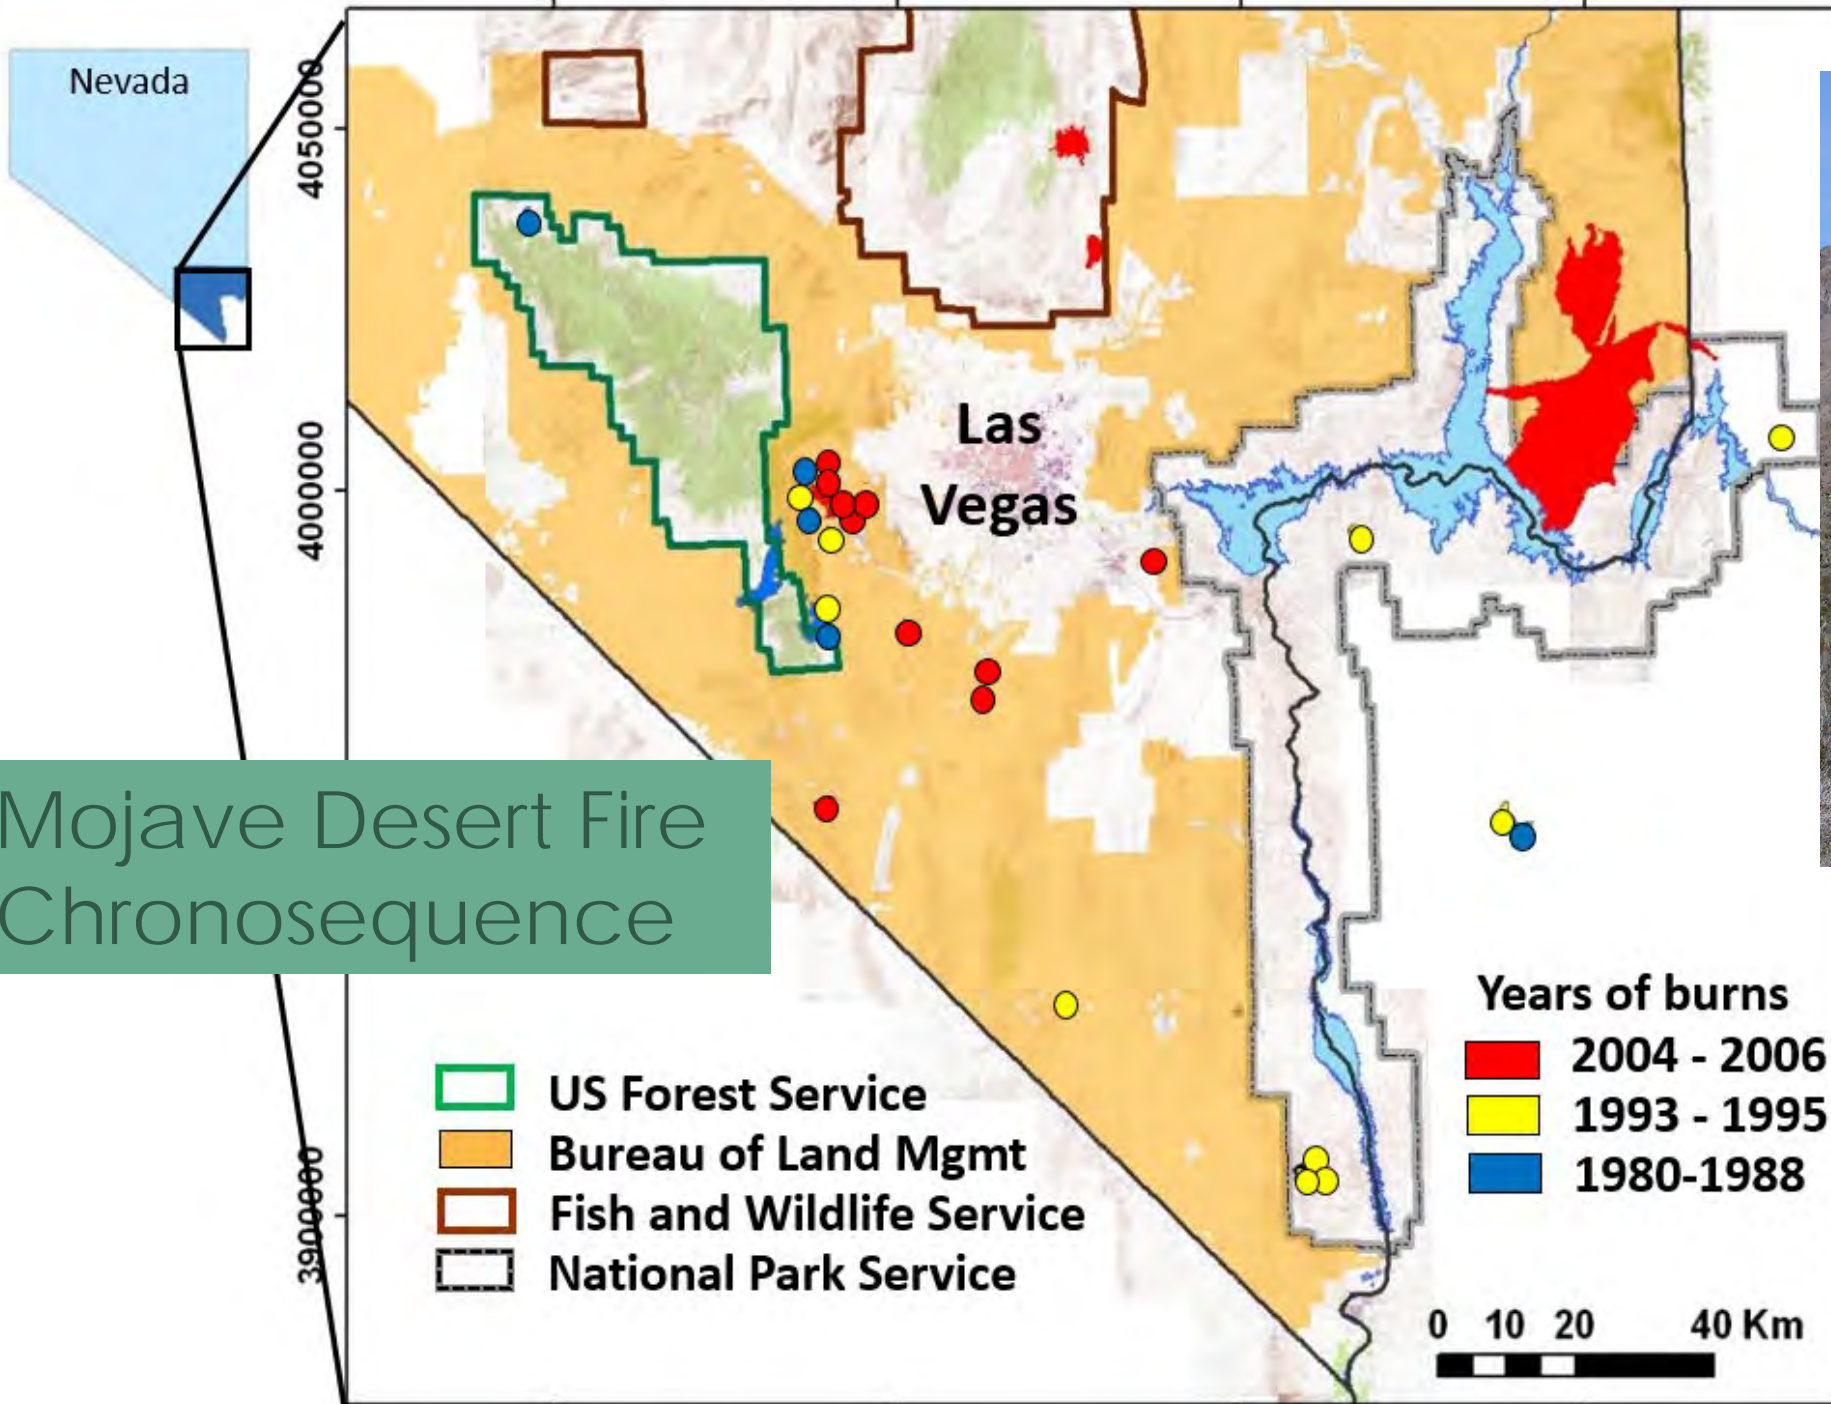 Nevada
4050000
4000000
3900000
Las
Vegas
Mojave Desert Fire
Chronosequence
US Forest Service
Bureau of Land Mgmt
Fish and Wildlife Service
National Park Service
Years of burns
2004 - 2006
1993 - 1995
1980-1988
0 10 20 40 Km